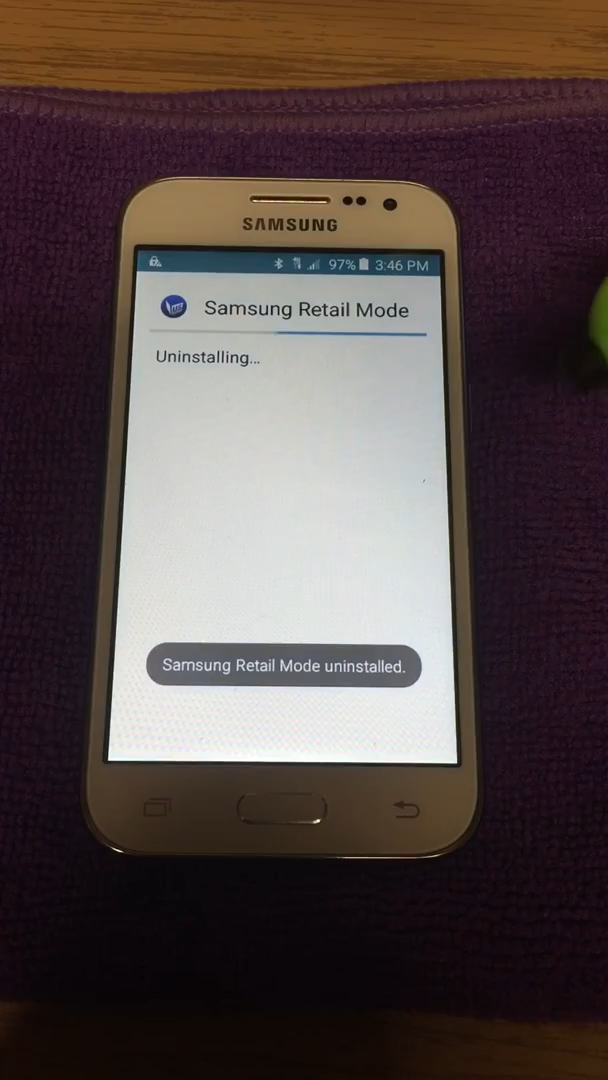 SAMSUNG
97% 3:46 PM
Samsung Retail Mode
Uninstalling...
Samsung Retail Mode uninstalled.